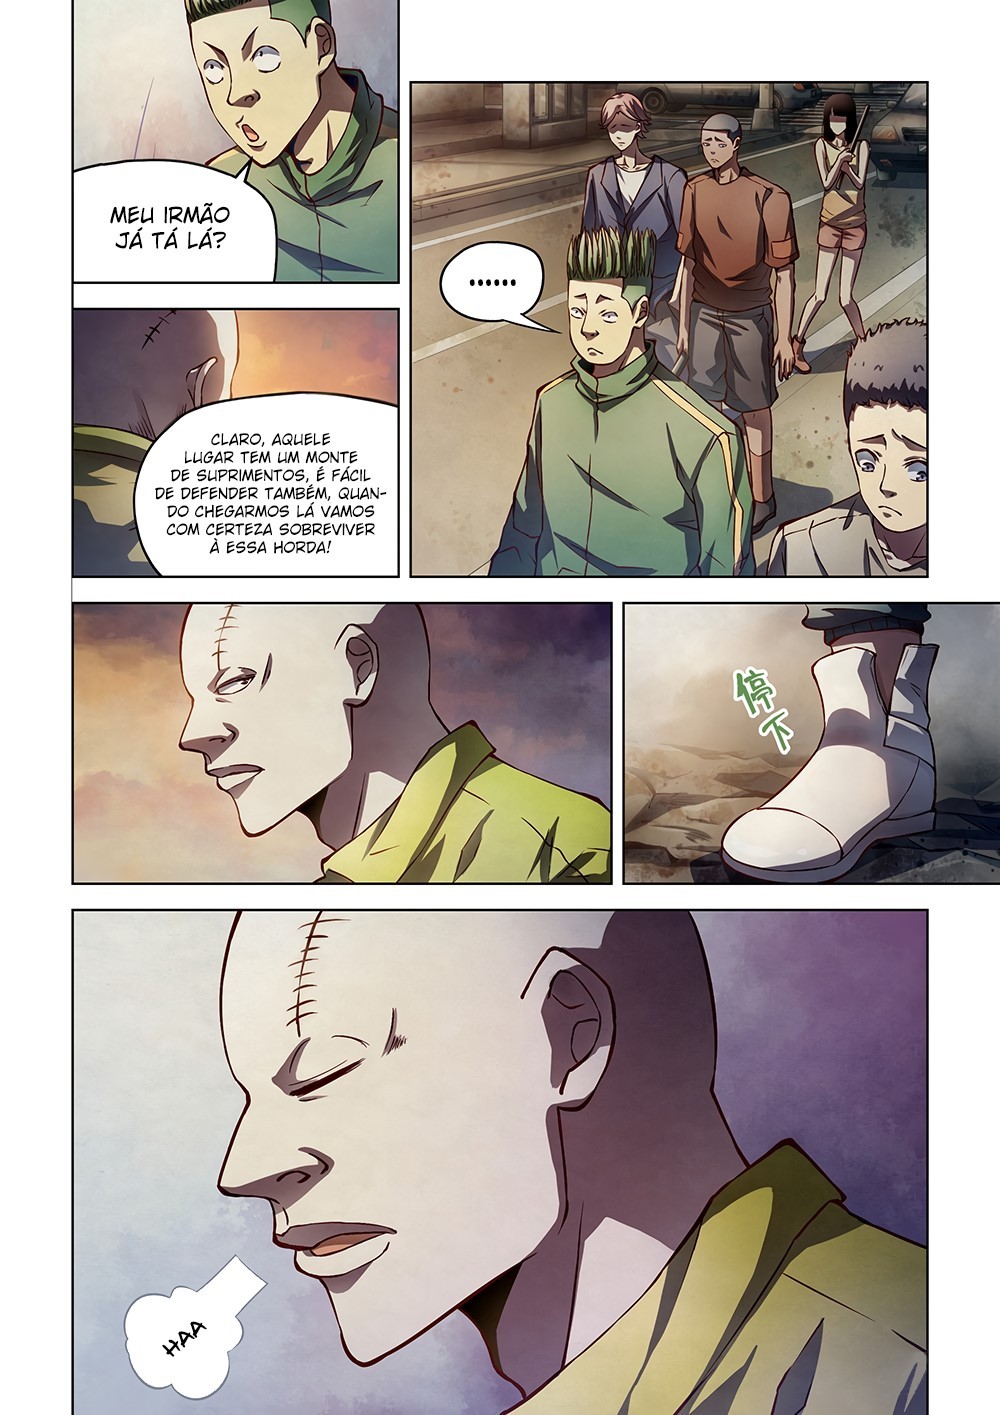 MEU IRMÃO
JÁ TÁ LÁ?
......
CLARO, AQUELE
LUGAR TEM UM MONTE
DE SUPRIMENTOS, É FÁCIL
DE DEFENDER TAMBÉM, QUAN-
DO CHEGARMOS LÁ VAMOS
COM CERTEZA SOBREVIVER
À ESSA HORDA!
停
下
HAA